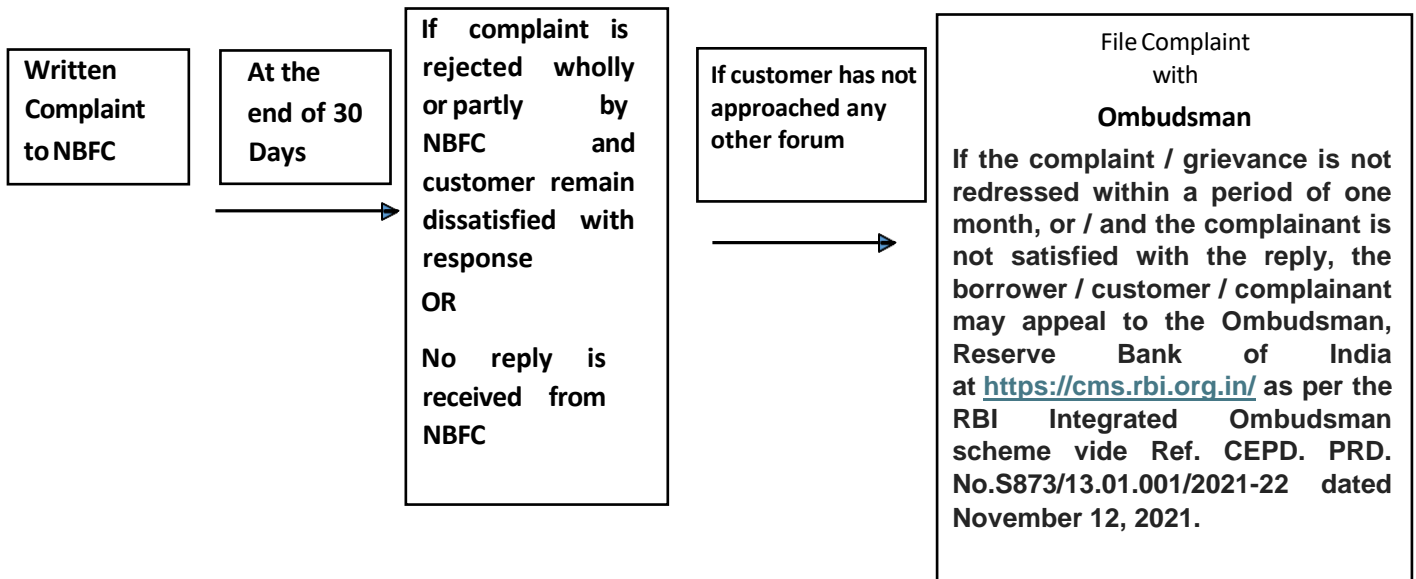 Written
Complaint
to NBFC
At the
end of 30
Days
If complaint is
rejected wholly
or partly by
NBFC and
customer remain
dissatisfied with
response
OR
No reply is
received from
NBFC
If customer has not
approached any
other forum
File Complaint
with
Ombudsman
If the complaint / grievance is not
redressed within a period of one
month, or / and the complainant is
not satisfied with the reply, the
borrower / customer / complainant
may appeal to the Ombudsman,
Reserve Bank of India
at https://cms.rbi.org.in/ as per the
RBI Integrated Ombudsman
scheme vide Ref. CEPD. PRD.
No.S873/13.01.001/2021-22 dated
November 12, 2021.